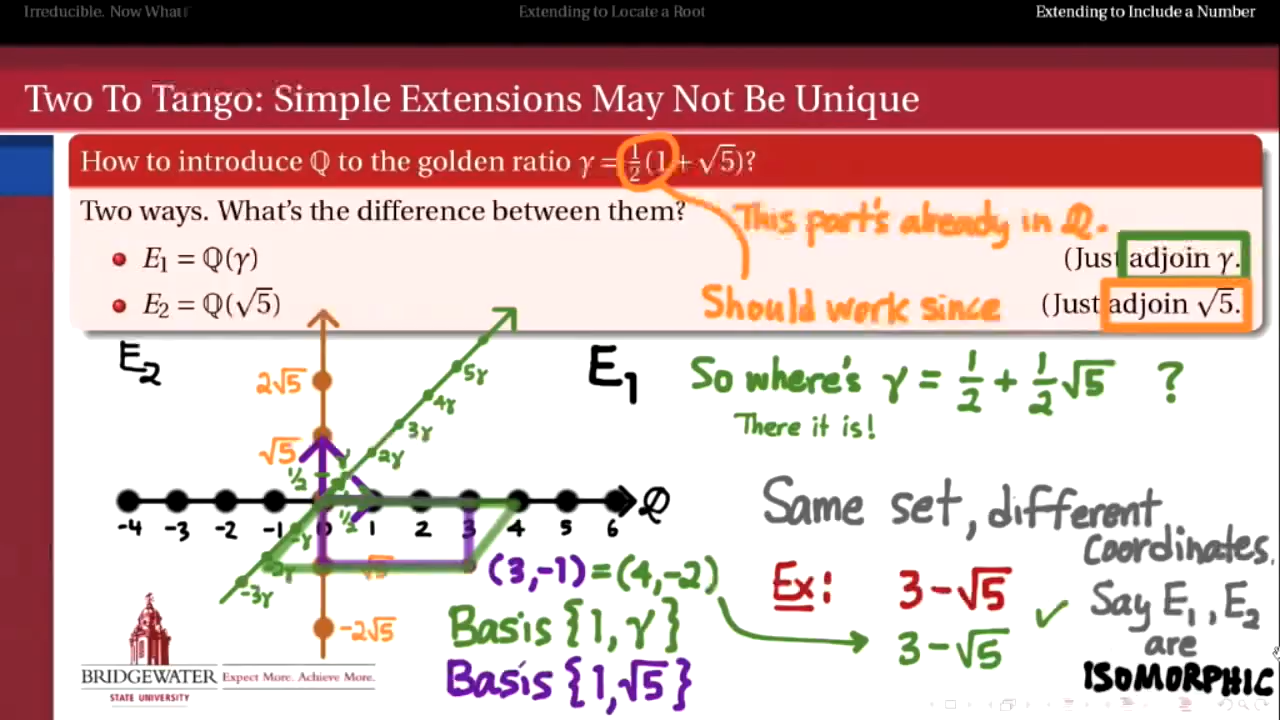 Irreducible. Now What?
Extending to Locate a Root
Extending to Include a Number
Two To Tango: Simple Extensions May Not Be Unique
How to introduce ℚ to the golden ratio γ = ½(1 + √5)?
Two ways. What's the difference between them?
This part's already in ℚ.
E₁ = ℚ(γ)
(Just adjoin γ.
E₂ = ℚ(√5)
Should work since
(Just adjoin √5.
E₂
E₁
So where's γ = ½ + ½√5 ?
There it is!
2√5
5γ
4γ
3γ
√5
2γ
½
γ
-4 -3 -2 -1 0 1 2 3 4 5 6
ℚ
½
-γ
-2γ
-3γ
-√5
-2√5
Same set, different
coordinates.
(3,-1) = (4,-2)
Ex: 3-√5
3-√5
Say E₁, E₂
are
ISOMORPHIC
Basis {1, γ}
Basis {1, √5}
BRIDGEWATER
STATE UNIVERSITY
Expect More. Achieve More.